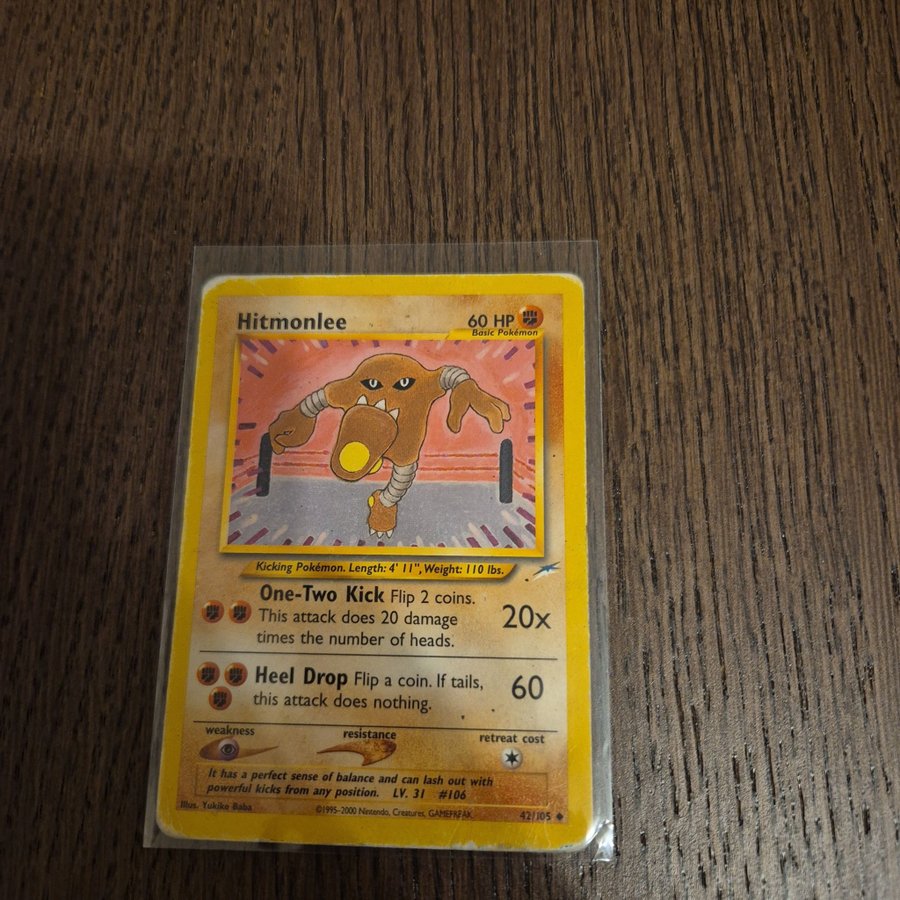 Hitmonlee 60 HP
Basic Pokémon
Kicking Pokémon. Length: 4' 11", Weight: 110 lbs.
One-Two Kick Flip 2 coins.
This attack does 20 damage
times the number of heads.
20x
Heel Drop Flip a coin. If tails,
this attack does nothing.
60
weakness resistance retreat cost
It has a perfect sense of balance and can lash out with
powerful kicks from any position. LV. 31 #106
Illus. Yukiko Baba ©1995-2000 Nintendo, Creatures, GAMEFREAK. 42/105